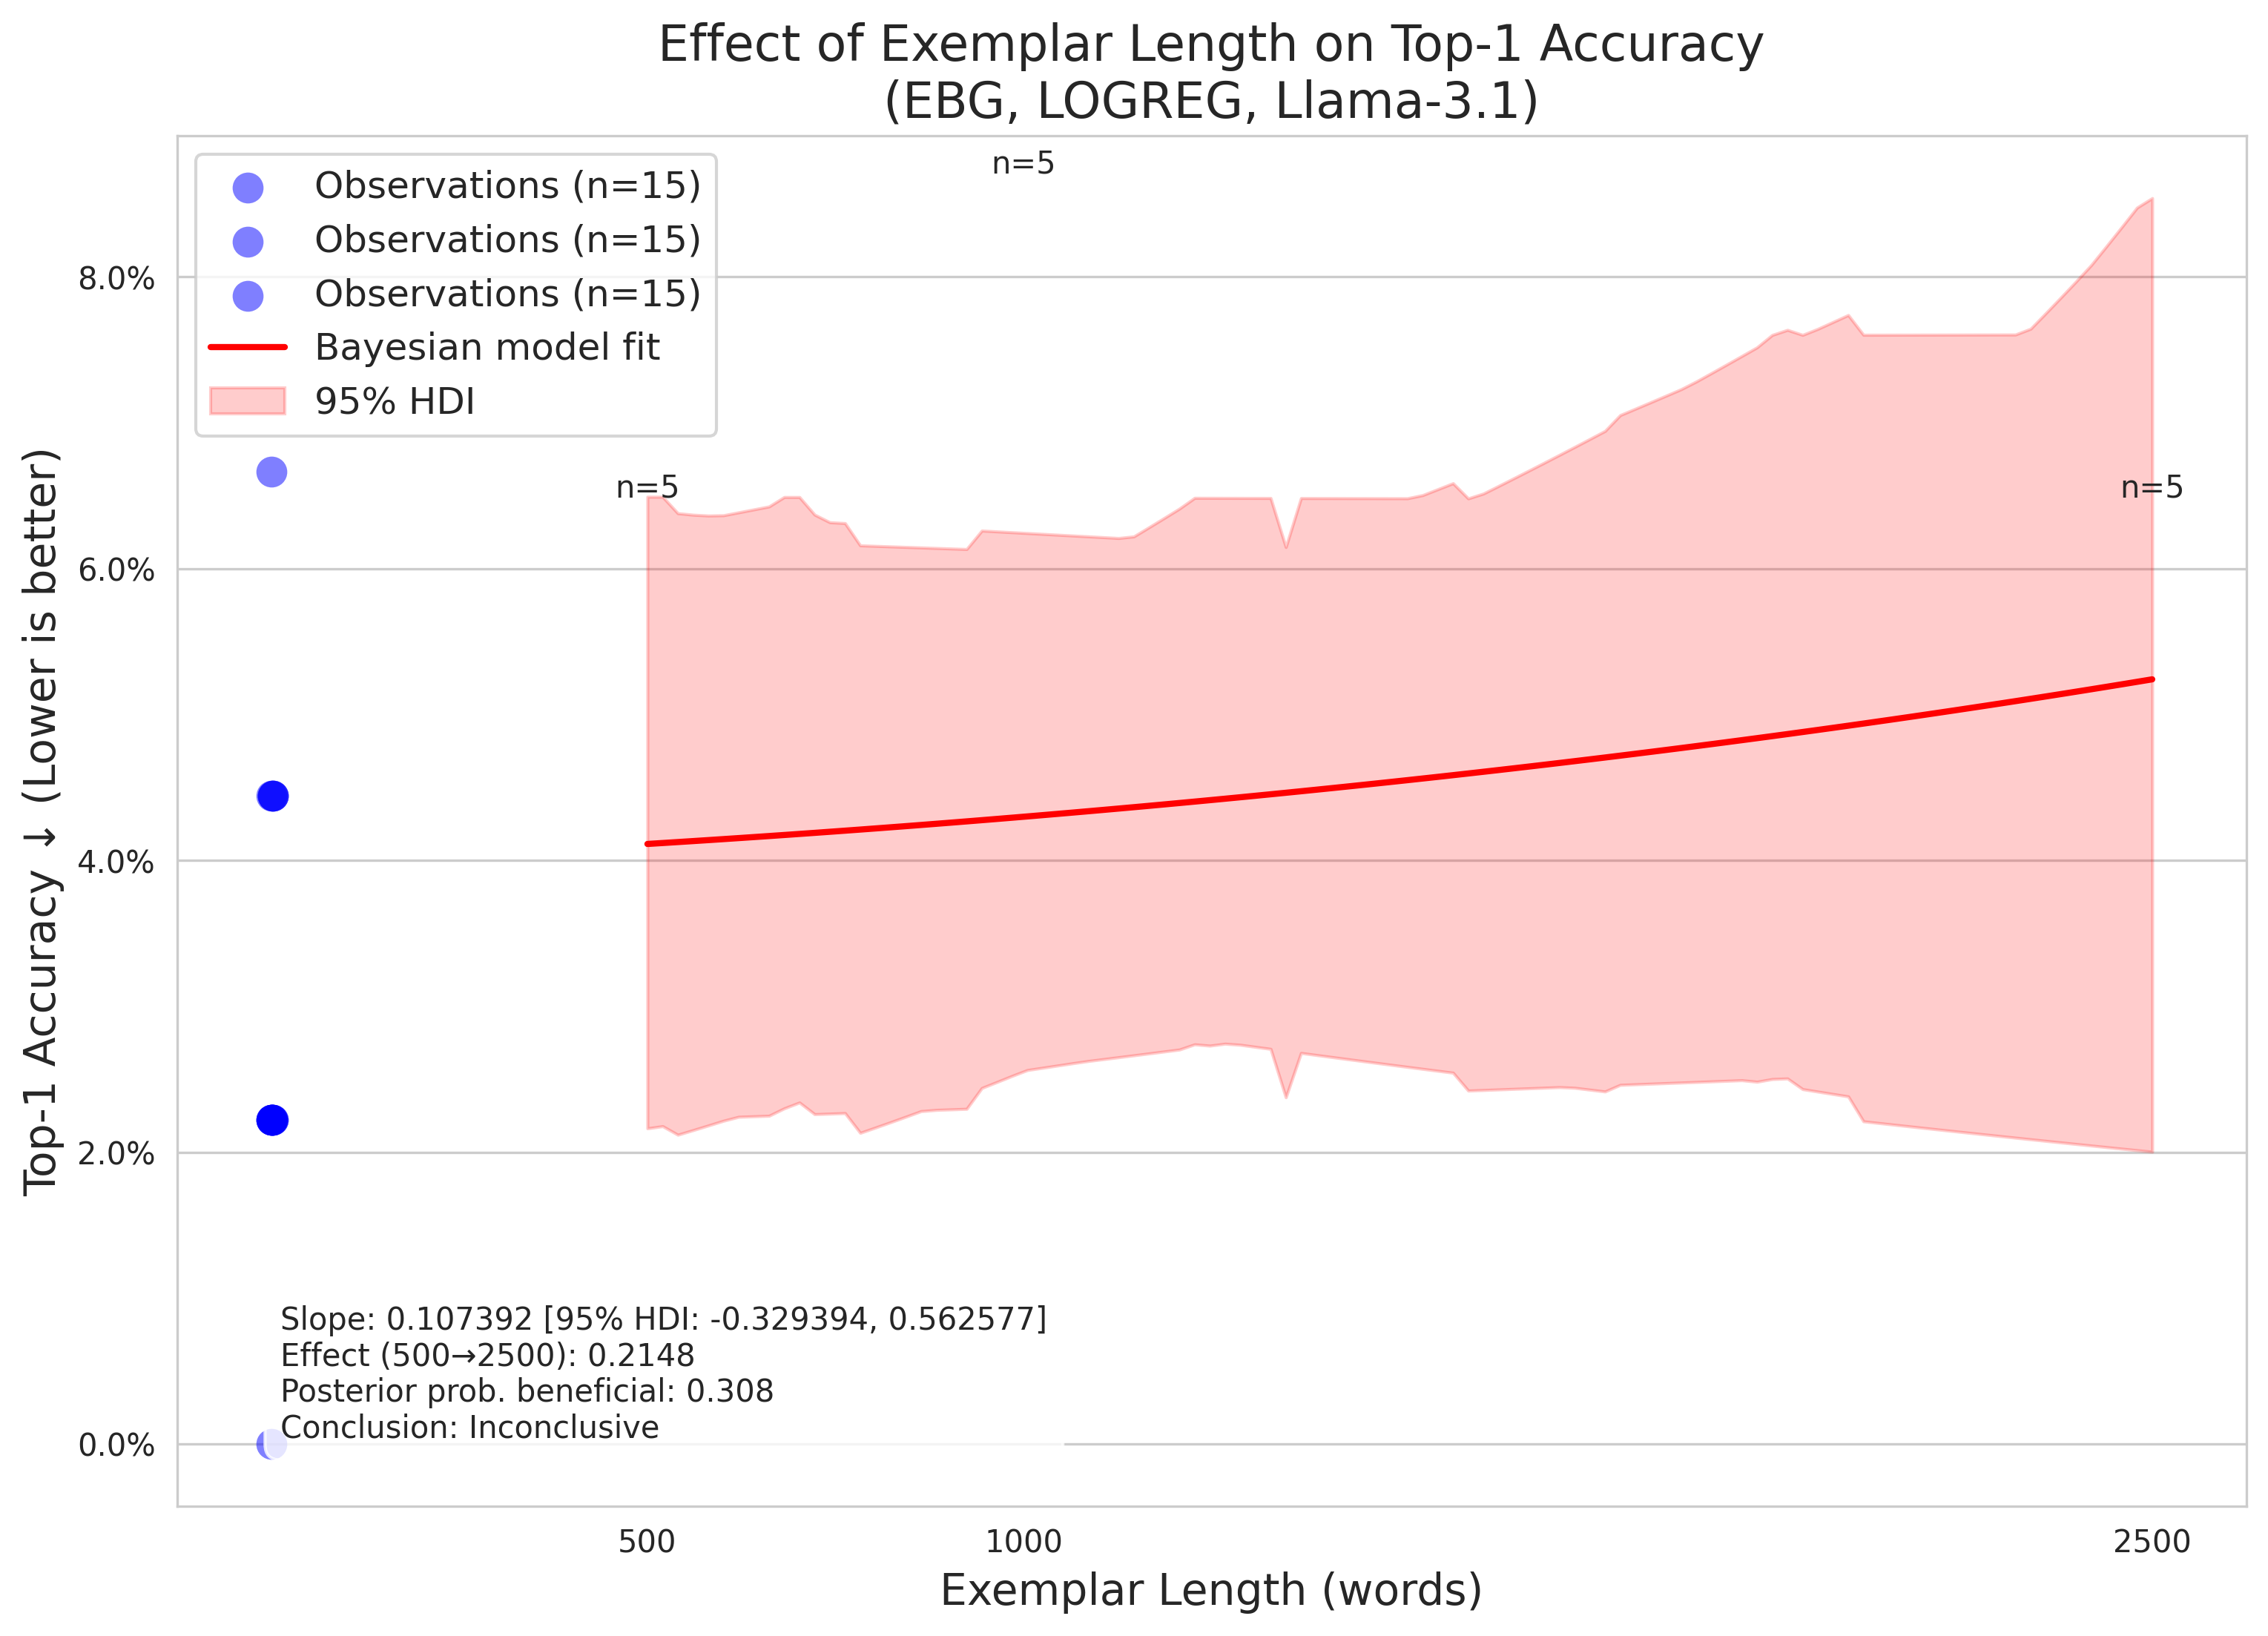 Effect of Exemplar Length on Top-1 Accuracy
(EBG, LOGREG, Llama-3.1)
Observations (n=15)
Observations (n=15)
Observations (n=15)
Bayesian model fit
95% HDI
n=5
n=5
n=5
8.0%
6.0%
4.0%
2.0%
0.0%
Top-1 Accuracy ↓ (Lower is better)
Slope: 0.107392 [95% HDI: -0.329394, 0.562577]
Effect (500→2500): 0.2148
Posterior prob. beneficial: 0.308
Conclusion: Inconclusive
500
1000
2500
Exemplar Length (words)